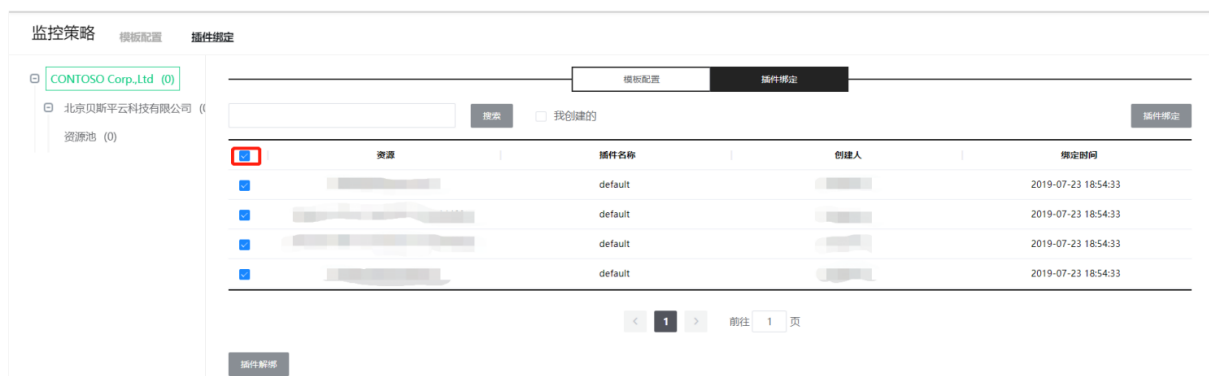 监控策略 模板配置 插件绑定
CONTOSO Corp.,Ltd (0)
北京贝斯平云科技有限公司 (
资源池 (0)
模板配置 插件绑定
搜索 我创建的 插件绑定
资源 插件名称 创建人 绑定时间
default 2019-07-23 18:54:33
default 2019-07-23 18:54:33
default 2019-07-23 18:54:33
default 2019-07-23 18:54:33
1 前往 1 页
插件解绑